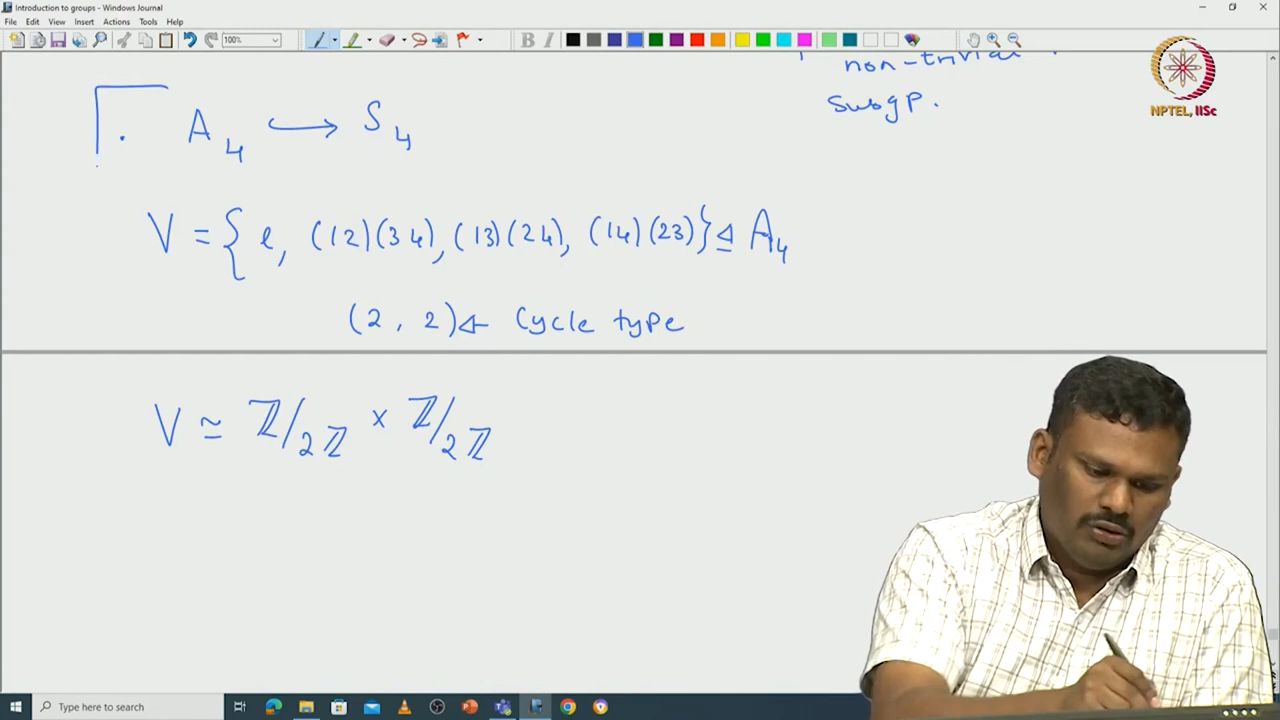 Introduction to groups - Windows Journal
File Edit View Insert Actions Tools Help
100%
B I
non-trivial
subgp.
. A₄ ↪ S₄
V = {e, (12)(34), (13)(24), (14)(23)} ⊴ A₄
(2, 2) ← Cycle type
V ≃ ℤ/2ℤ × ℤ/2ℤ
NPTEL, IISc
Type here to search